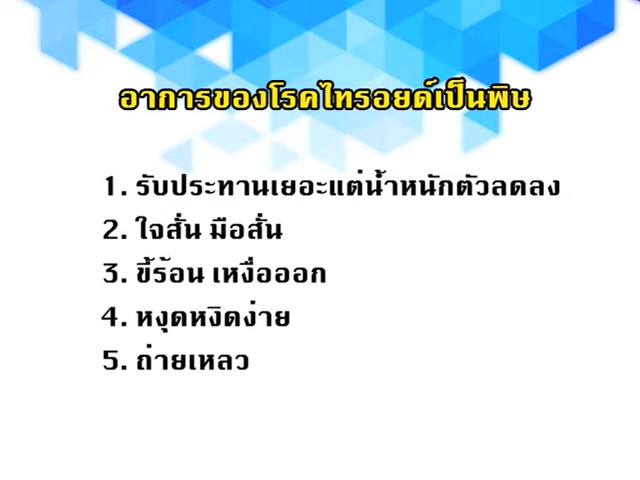 อาการของโรคไทรอยด์เป็นพิษ
1. รับประทานเยอะแต่น้ำหนักตัวลดลง
2. ใจสั่น มือสั่น
3. ขี้ร้อน เหงื่อออก
4. หงุดหงิดง่าย
5. ถ่ายเหลว